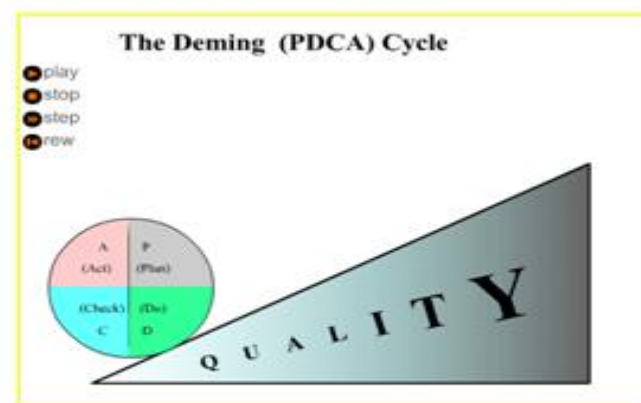 The Deming (PDCA) Cycle
play
stop
step
rew
A P
(Act) (Plan)
(Check) (Do)
C D
QUALITY